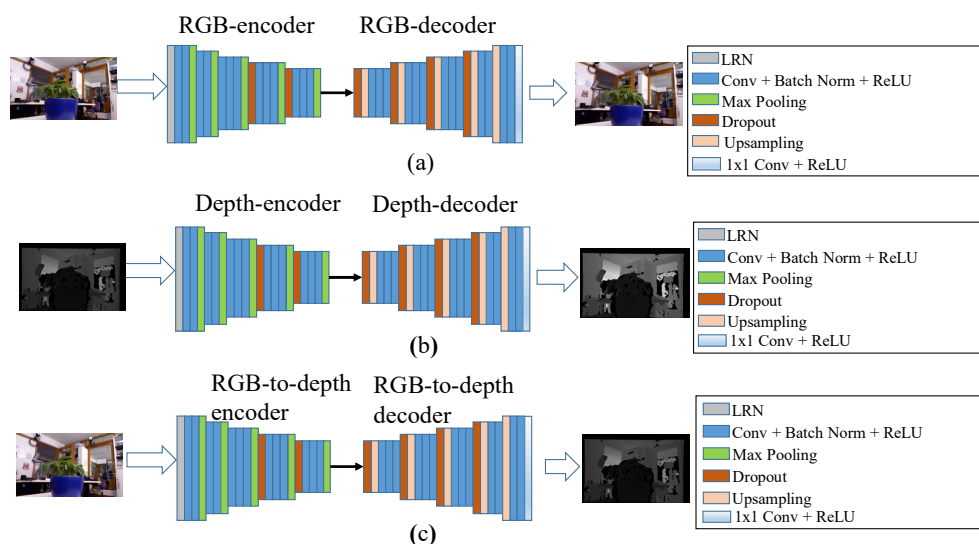 RGB-encoder
RGB-decoder
LRN
Conv + Batch Norm + ReLU
Max Pooling
Dropout
Upsampling
1x1 Conv + ReLU
(a)
Depth-encoder
Depth-decoder
LRN
Conv + Batch Norm + ReLU
Max Pooling
Dropout
Upsampling
1x1 Conv + ReLU
(b)
RGB-to-depth
encoder
RGB-to-depth
decoder
LRN
Conv + Batch Norm + ReLU
Max Pooling
Dropout
Upsampling
1x1 Conv + ReLU
(c)